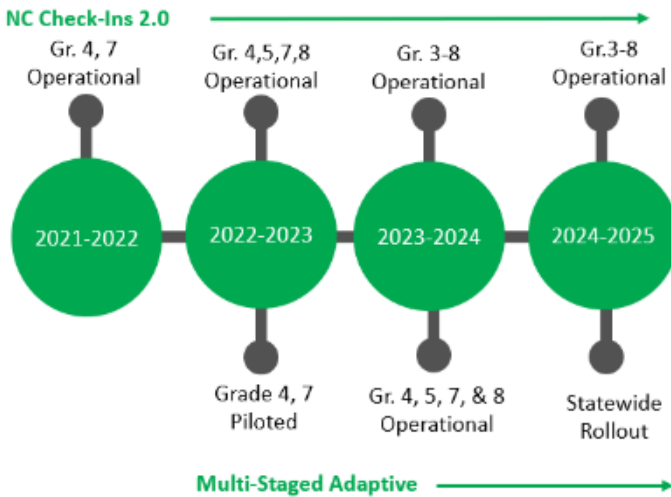 NC Check-Ins 2.0
Gr. 4, 7
Operational
Gr. 4,5,7,8
Operational
Gr. 3-8
Operational
Gr.3-8
Operational
2021-2022
2022-2023
2023-2024
2024-2025
Grade 4, 7
Piloted
Gr. 4, 5, 7, & 8
Operational
Statewide
Rollout
Multi-Staged Adaptive